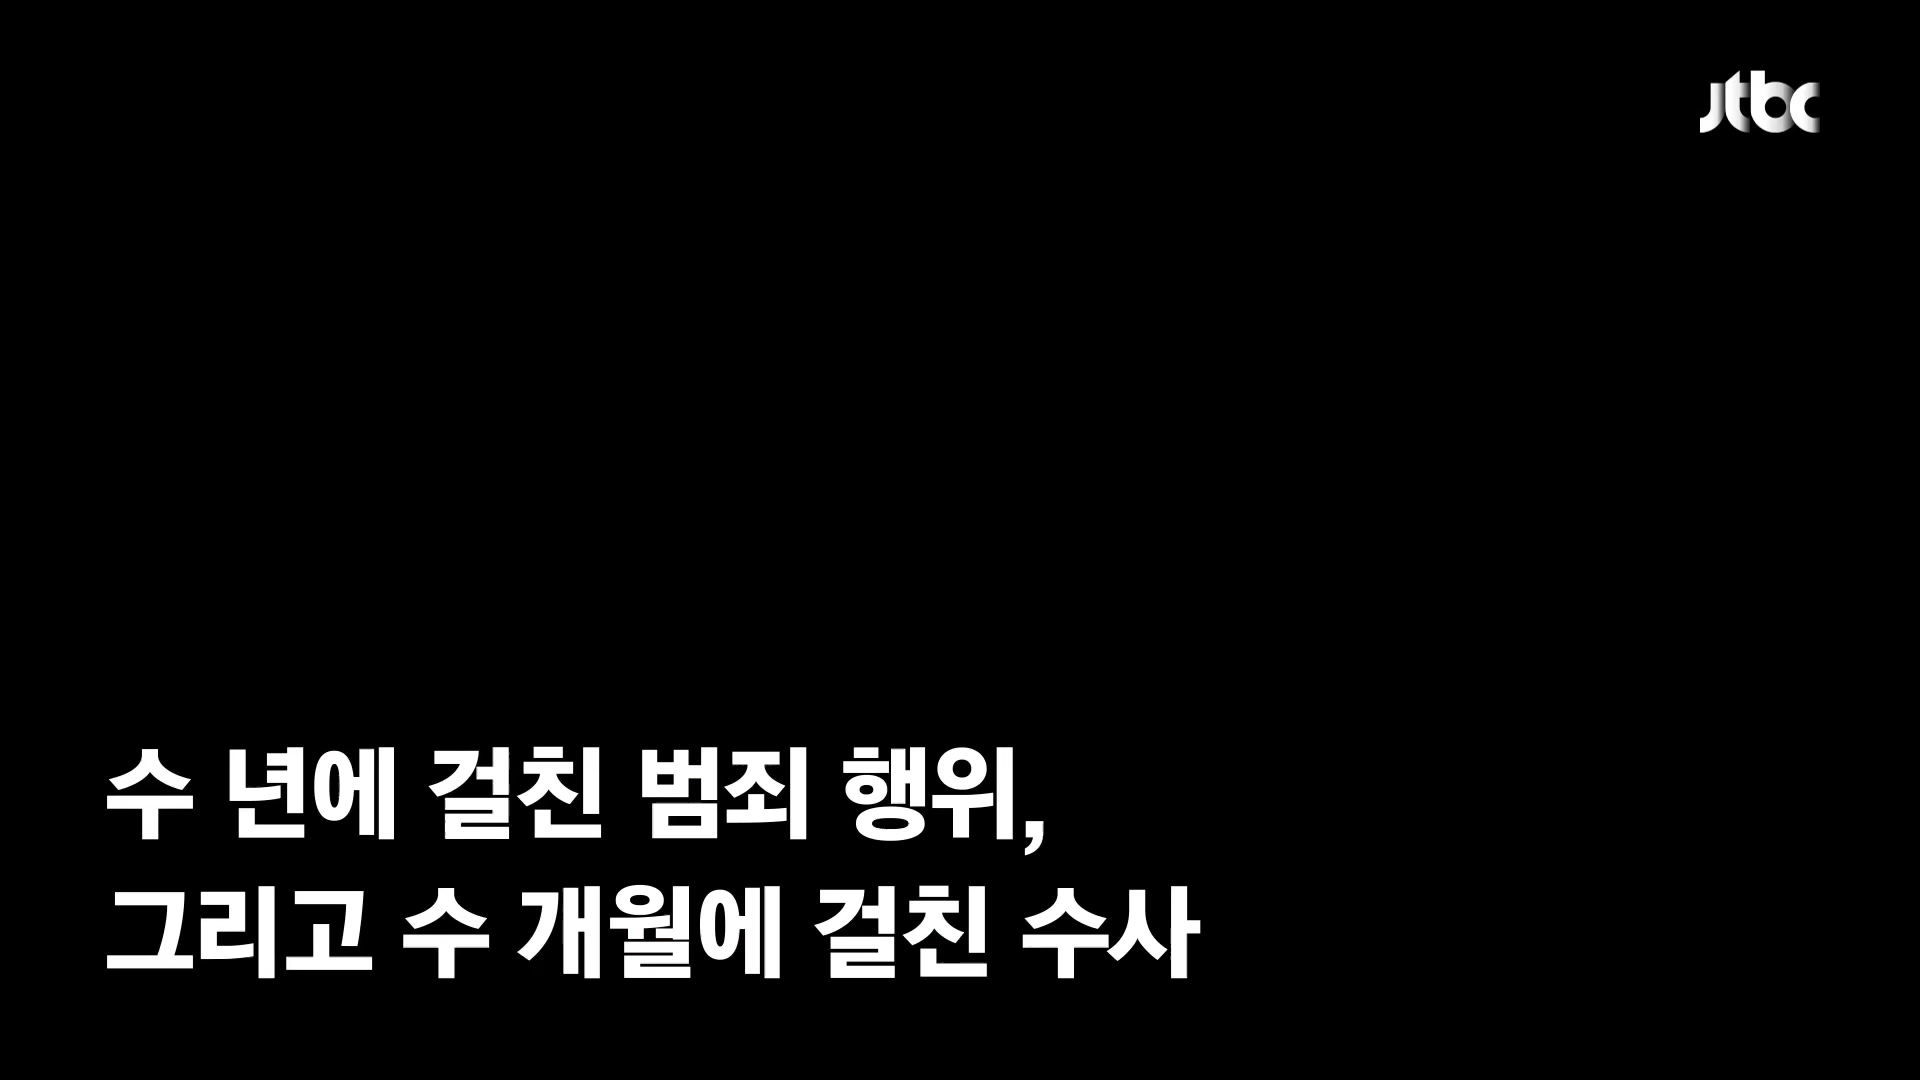 jtbc
수 년에 걸친 범죄 행위,
그리고 수 개월에 걸친 수사